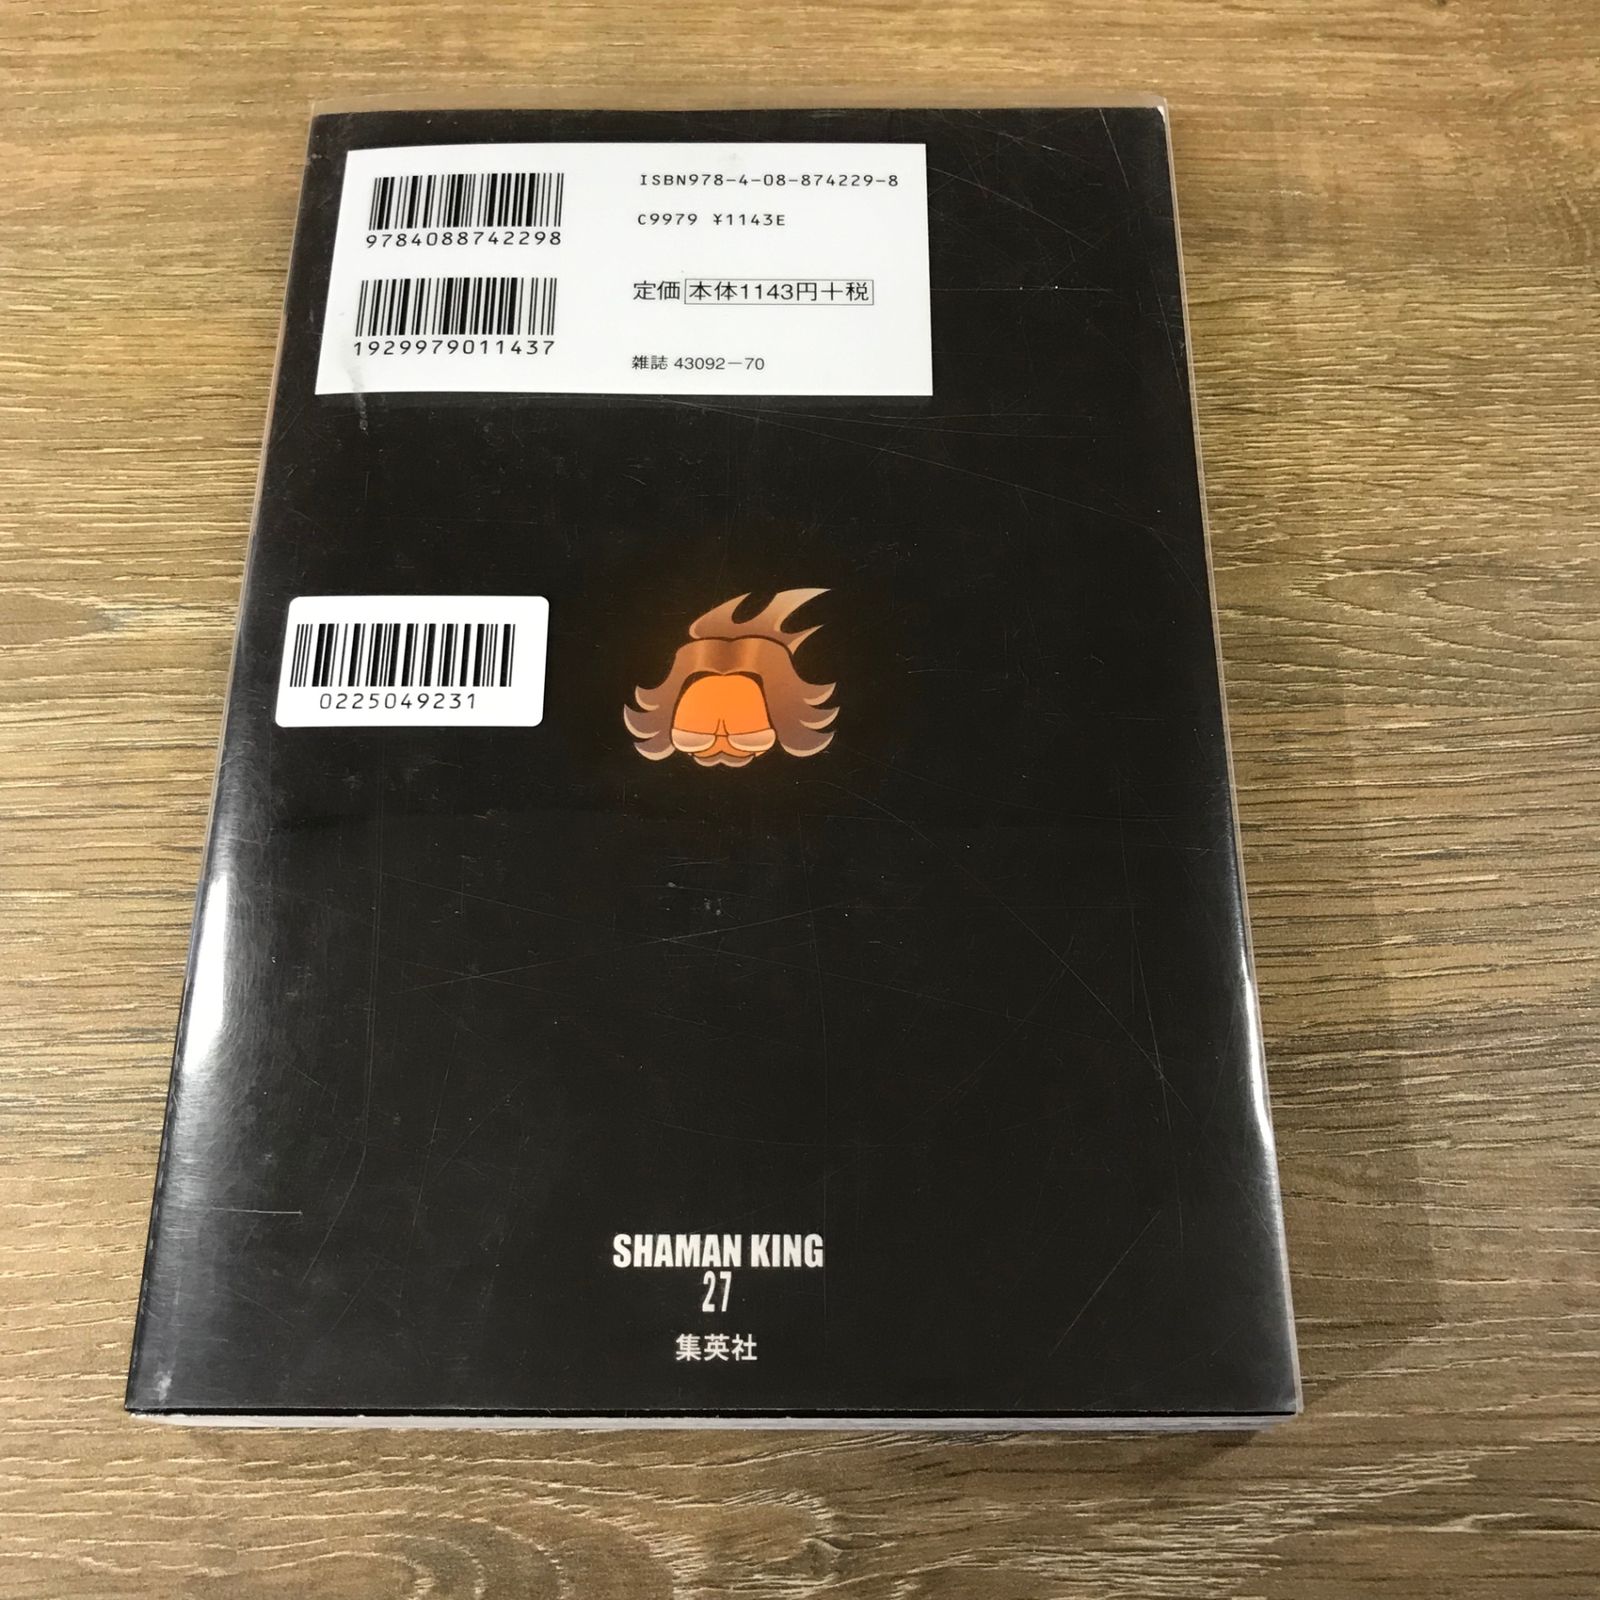 ISBN978-4-08-874229-8
9784088742298
C9979 ¥1143E
定価 本体1143円+税
1929979011437
雑誌 43092-70
0225049231
SHAMAN KING
27
集英社